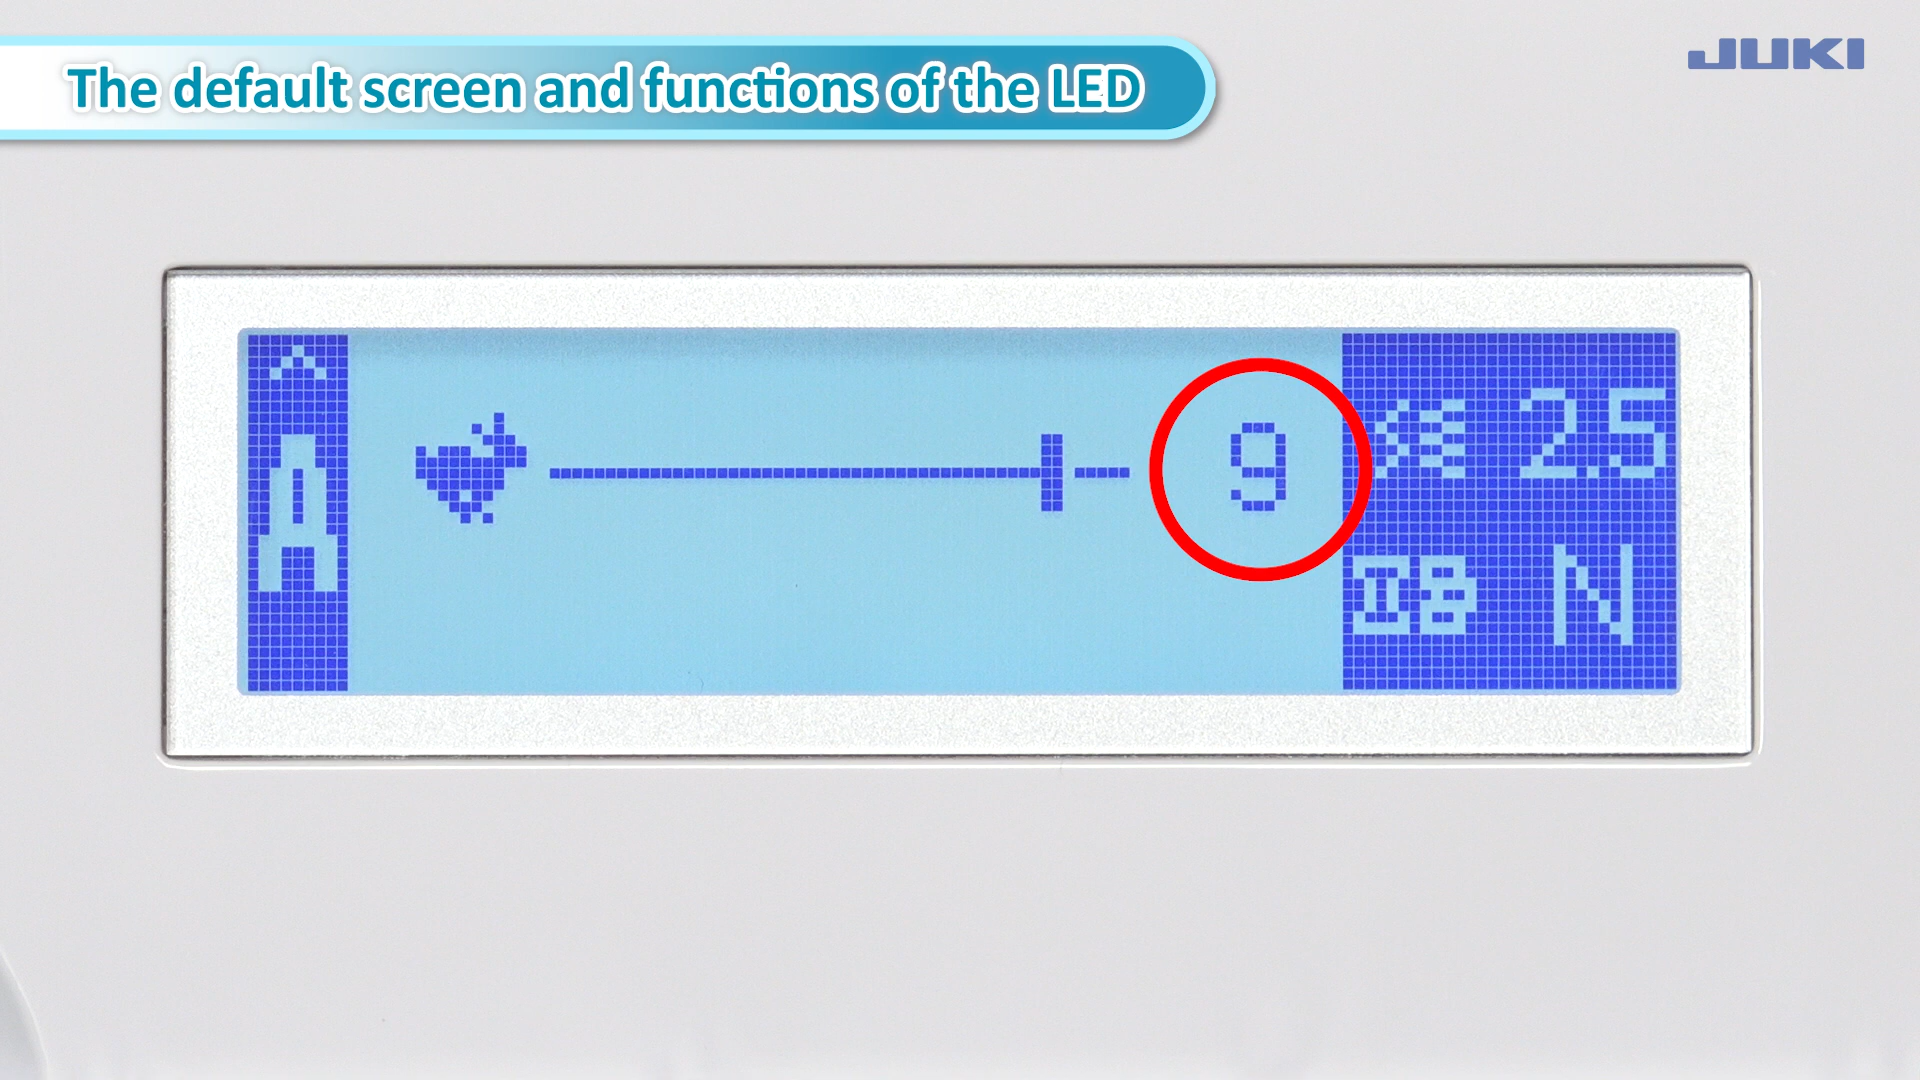 The default screen and functions of the LED
JUKI
9
2.5
N